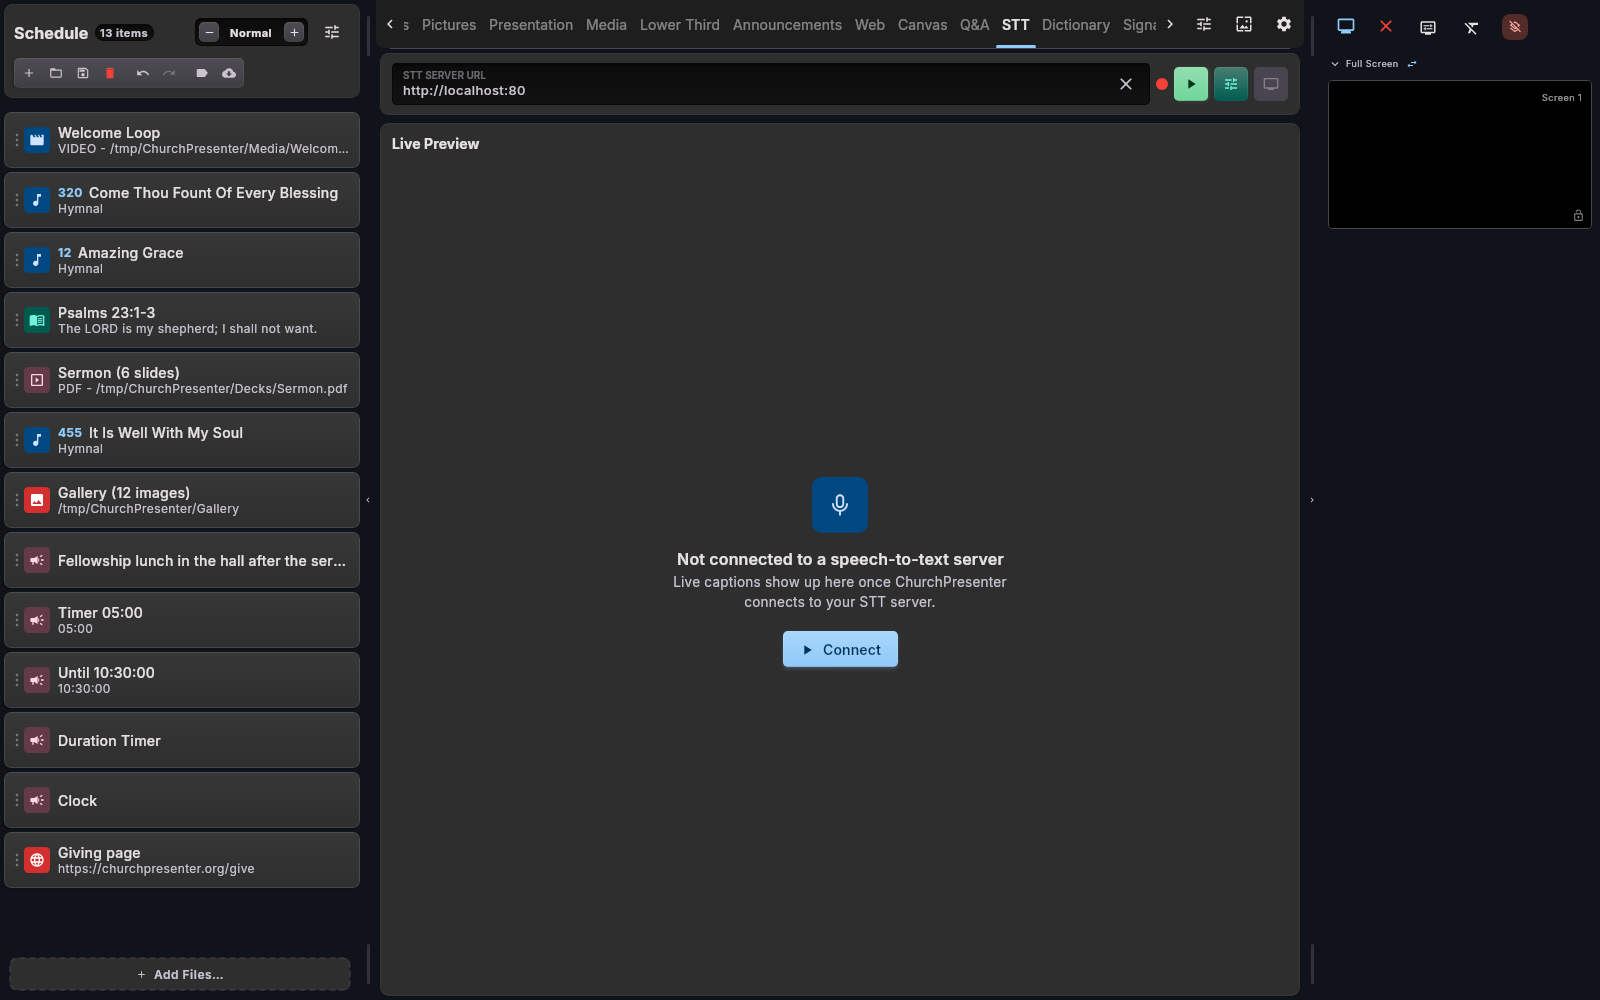 Schedule 13 items
Normal
Welcome Loop
VIDEO - /tmp/ChurchPresenter/Media/Welcom...
320 Come Thou Fount Of Every Blessing
Hymnal
12 Amazing Grace
Hymnal
Psalms 23:1-3
The LORD is my shepherd; I shall not want.
Sermon (6 slides)
PDF - /tmp/ChurchPresenter/Decks/Sermon.pdf
455 It Is Well With My Soul
Hymnal
Gallery (12 images)
/tmp/ChurchPresenter/Gallery
Fellowship lunch in the hall after the ser...
Timer 05:00
05:00
Until 10:30:00
10:30:00
Duration Timer
Clock
Giving page
https://churchpresenter.org/give
+ Add Files...
s Pictures Presentation Media Lower Third Announcements Web Canvas Q&A STT Dictionary Signa
STT SERVER URL
http://localhost:80
Live Preview
Not connected to a speech-to-text server
Live captions show up here once ChurchPresenter
connects to your STT server.
Connect
Full Screen
Screen 1